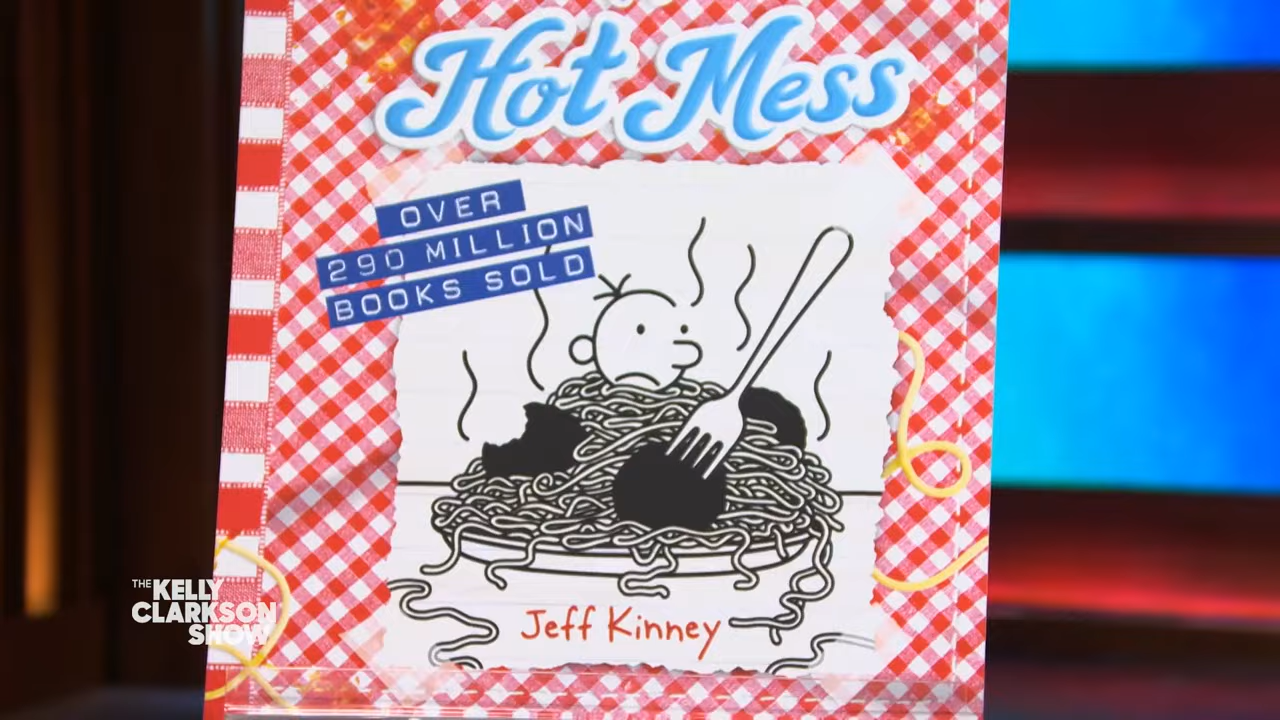 Hot Mess
OVER
290 MILLION
BOOKS SOLD
Jeff Kinney
THE
KELLY
CLARKSON
SHOW